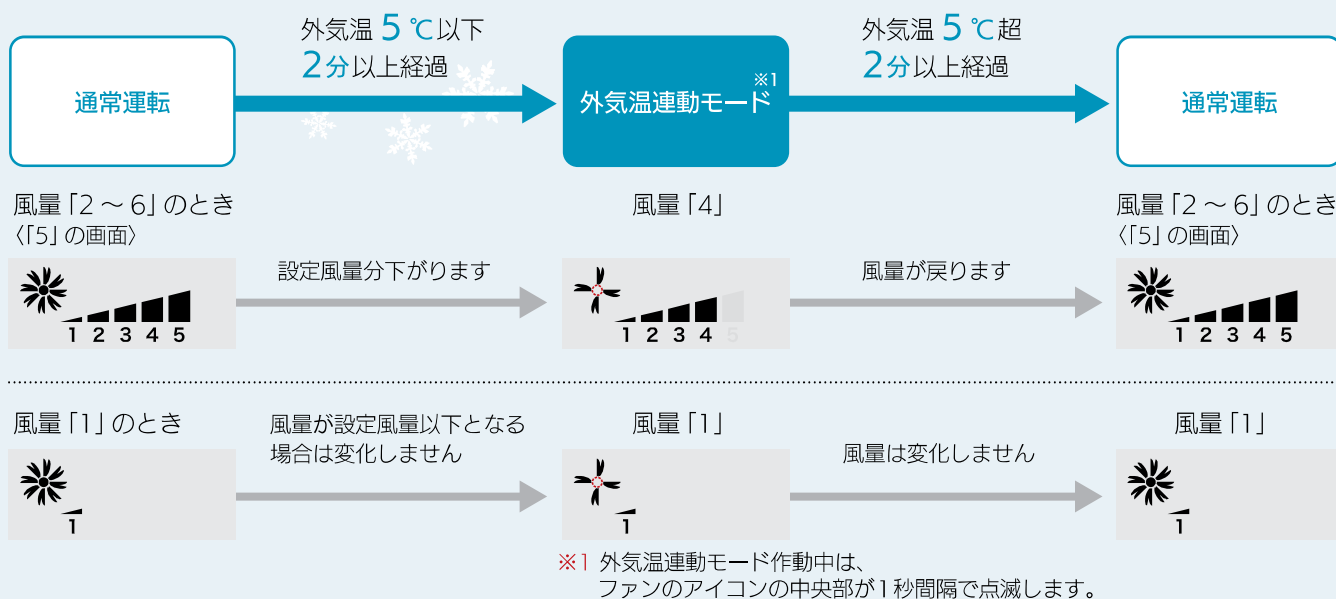 通常運転
外気温 5 ℃以下
2分以上経過
外気温連動モード※1
外気温 5 ℃超
2分以上経過
通常運転
風量「2 ～ 6」のとき
〈「5」の画面〉
1 2 3 4 5
設定風量分下がります
風量「4」
1 2 3 4 5
風量が戻ります
風量「2 ～ 6」のとき
〈「5」の画面〉
1 2 3 4 5
風量「1」のとき
1
風量が設定風量以下となる
場合は変化しません
風量「1」
1
風量は変化しません
風量「1」
1
※1 外気温連動モード作動中は、
ファンのアイコンの中央部が1秒間隔で点滅します。